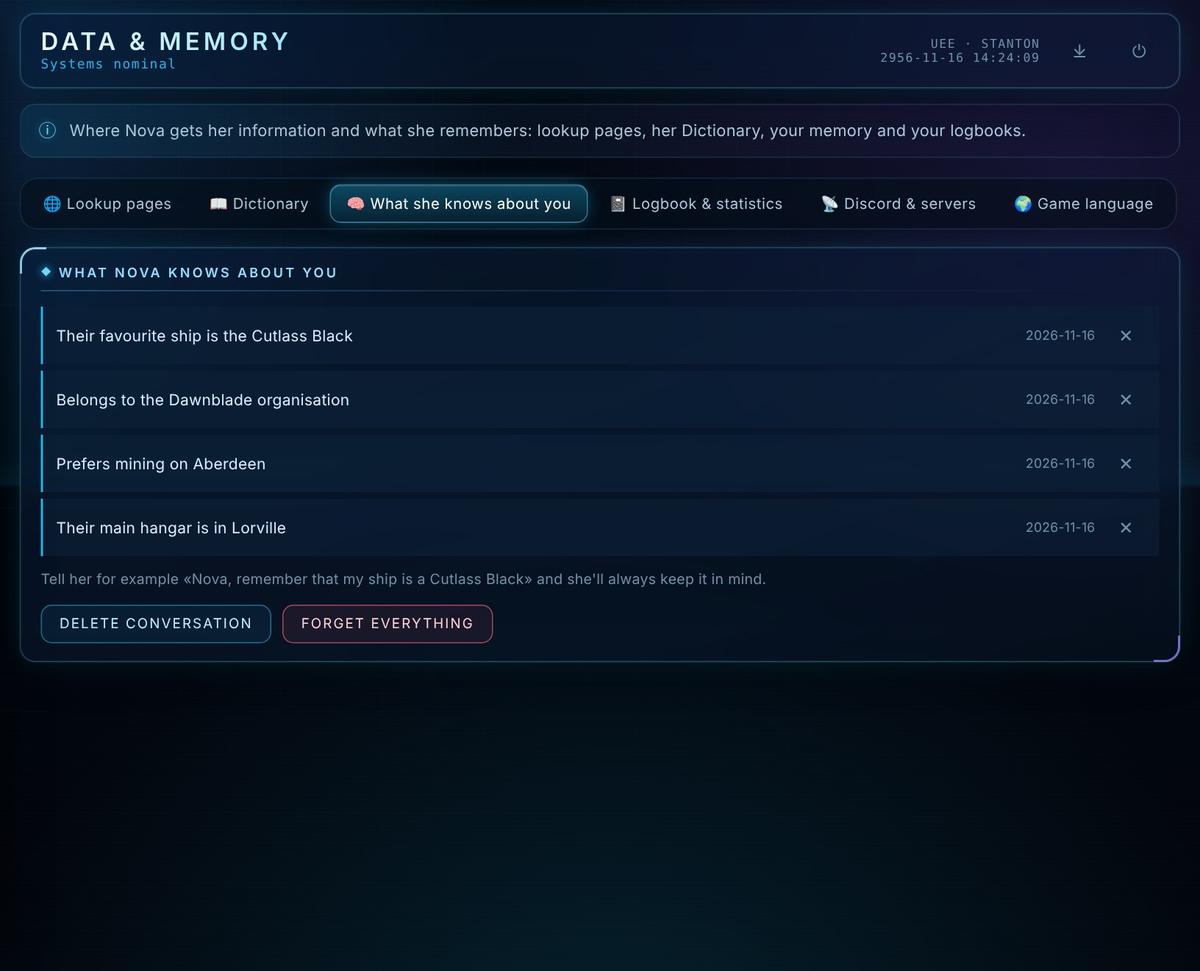 DATA & MEMORY
Systems nominal
UEE · STANTON
2956-11-16 14:24:09
Where Nova gets her information and what she remembers: lookup pages, her Dictionary, your memory and your logbooks.
Lookup pages
Dictionary
What she knows about you
Logbook & statistics
Discord & servers
Game language
WHAT NOVA KNOWS ABOUT YOU
Their favourite ship is the Cutlass Black
2026-11-16
Belongs to the Dawnblade organisation
2026-11-16
Prefers mining on Aberdeen
2026-11-16
Their main hangar is in Lorville
2026-11-16
Tell her for example «Nova, remember that my ship is a Cutlass Black» and she'll always keep it in mind.
DELETE CONVERSATION
FORGET EVERYTHING